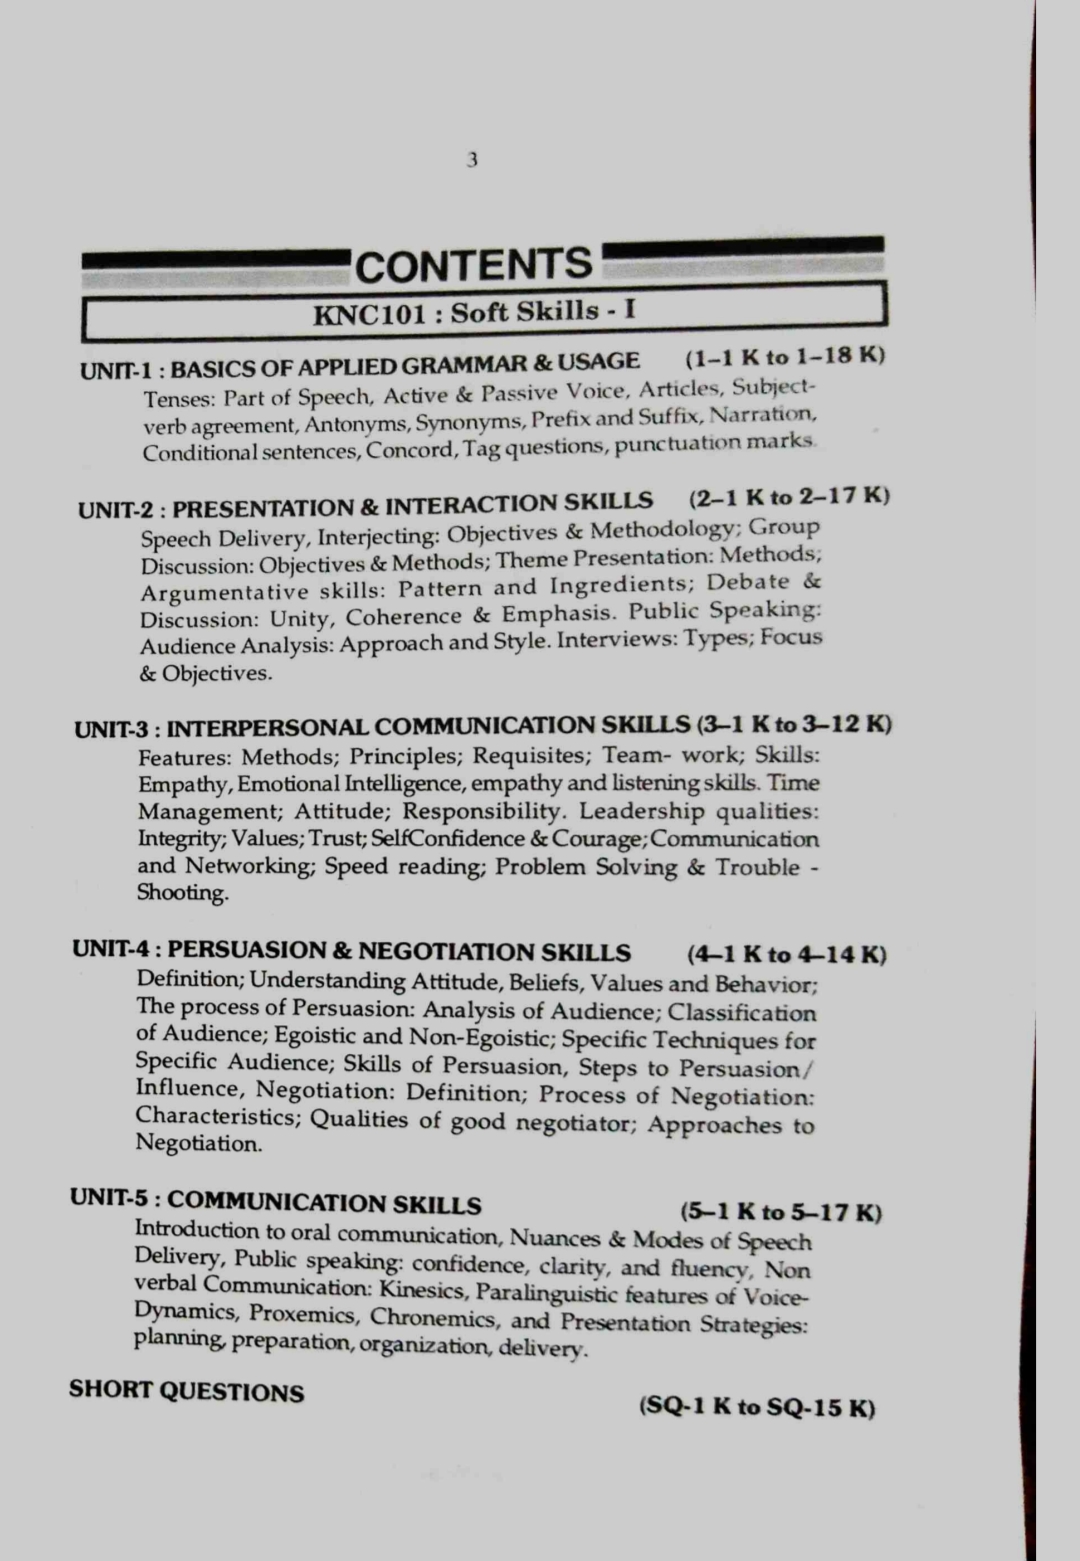 3
CONTENTS
KNC101 : Soft Skills - I
UNIT-1 : BASICS OF APPLIED GRAMMAR & USAGE (1–1 K to 1–18 K)
Tenses: Part of Speech, Active & Passive Voice, Articles, Subject-
verb agreement, Antonyms, Synonyms, Prefix and Suffix, Narration,
Conditional sentences, Concord, Tag questions, punctuation marks.
UNIT-2 : PRESENTATION & INTERACTION SKILLS (2–1 K to 2–17 K)
Speech Delivery, Interjecting: Objectives & Methodology; Group
Discussion: Objectives & Methods; Theme Presentation: Methods;
Argumentative skills: Pattern and Ingredients; Debate &
Discussion: Unity, Coherence & Emphasis. Public Speaking:
Audience Analysis: Approach and Style. Interviews: Types; Focus
& Objectives.
UNIT-3 : INTERPERSONAL COMMUNICATION SKILLS (3–1 K to 3–12 K)
Features: Methods; Principles; Requisites; Team- work; Skills:
Empathy, Emotional Intelligence, empathy and listening skills. Time
Management; Attitude; Responsibility. Leadership qualities:
Integrity; Values; Trust; SelfConfidence & Courage; Communication
and Networking; Speed reading; Problem Solving & Trouble -
Shooting.
UNIT-4 : PERSUASION & NEGOTIATION SKILLS (4–1 K to 4–14 K)
Definition; Understanding Attitude, Beliefs, Values and Behavior;
The process of Persuasion: Analysis of Audience; Classification
of Audience; Egoistic and Non-Egoistic; Specific Techniques for
Specific Audience; Skills of Persuasion, Steps to Persuasion/
Influence, Negotiation: Definition; Process of Negotiation:
Characteristics; Qualities of good negotiator; Approaches to
Negotiation.
UNIT-5 : COMMUNICATION SKILLS (5–1 K to 5–17 K)
Introduction to oral communication, Nuances & Modes of Speech
Delivery, Public speaking: confidence, clarity, and fluency, Non
verbal Communication: Kinesics, Paralinguistic features of Voice-
Dynamics, Proxemics, Chronemics, and Presentation Strategies:
planning, preparation, organization, delivery.
SHORT QUESTIONS (SQ-1 K to SQ-15 K)